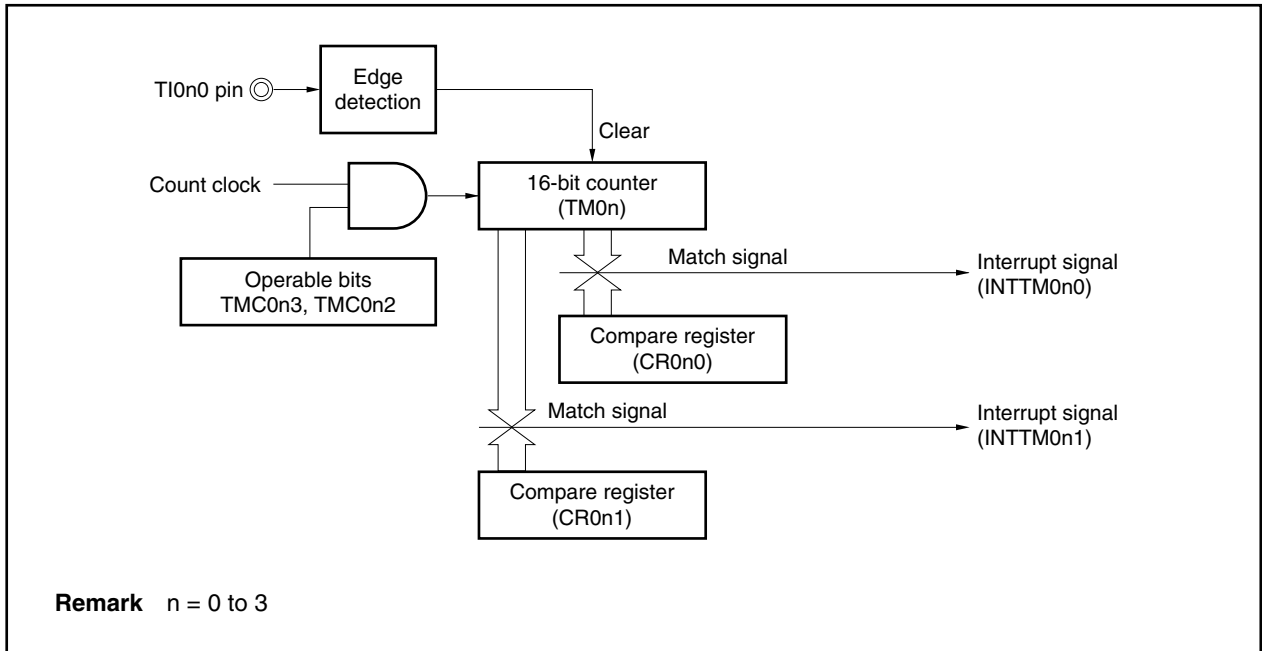 TI0n0 pin
Edge
detection
Clear
Count clock
16-bit counter
(TM0n)
Operable bits
TMC0n3, TMC0n2
Match signal
Interrupt signal
(INTTM0n0)
Compare register
(CR0n0)
Match signal
Interrupt signal
(INTTM0n1)
Compare register
(CR0n1)
Remark n = 0 to 3